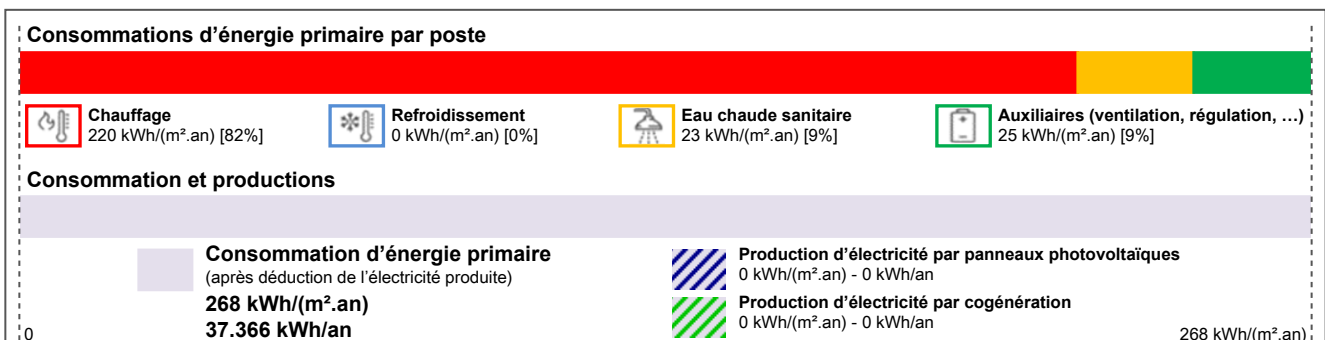 Consommations d'énergie primaire par poste
Chauffage
220 kWh/(m².an) [82%]
Refroidissement
0 kWh/(m².an) [0%]
Eau chaude sanitaire
23 kWh/(m².an) [9%]
Auxiliaires (ventilation, régulation, …)
25 kWh/(m².an) [9%]
Consommation et productions
Consommation d'énergie primaire
(après déduction de l'électricité produite)
268 kWh/(m².an)
37.366 kWh/an
Production d'électricité par panneaux photovoltaïques
0 kWh/(m².an) - 0 kWh/an
Production d'électricité par cogénération
0 kWh/(m².an) - 0 kWh/an
0
268 kWh/(m².an)